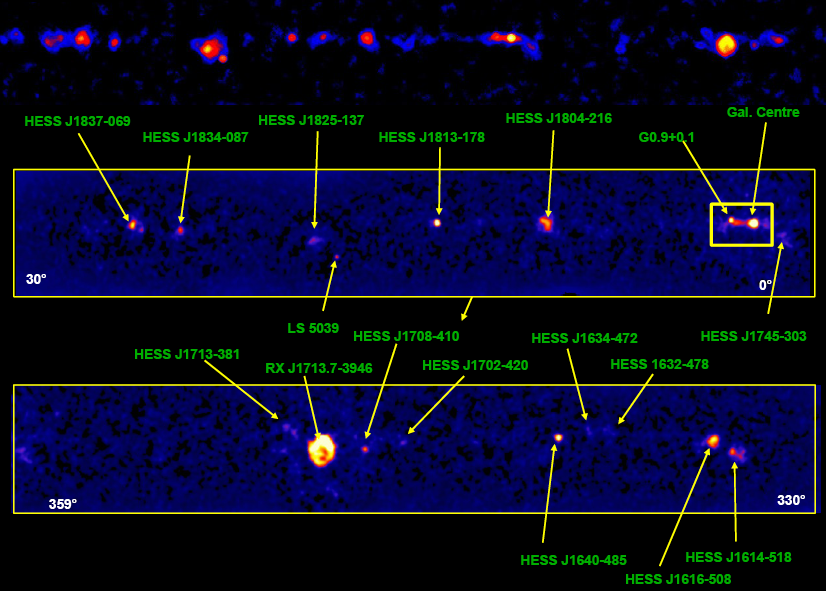 Gal. Centre
HESS J1837-069
HESS J1825-137
HESS J1804-216
HESS J1834-087
HESS J1813-178
G0.9+0.1
30°
0°
LS 5039
HESS J1708-410
HESS J1634-472
HESS J1745-303
HESS J1713-381
RX J1713.7-3946
HESS J1702-420
HESS 1632-478
359°
330°
HESS J1640-485
HESS J1614-518
HESS J1616-508